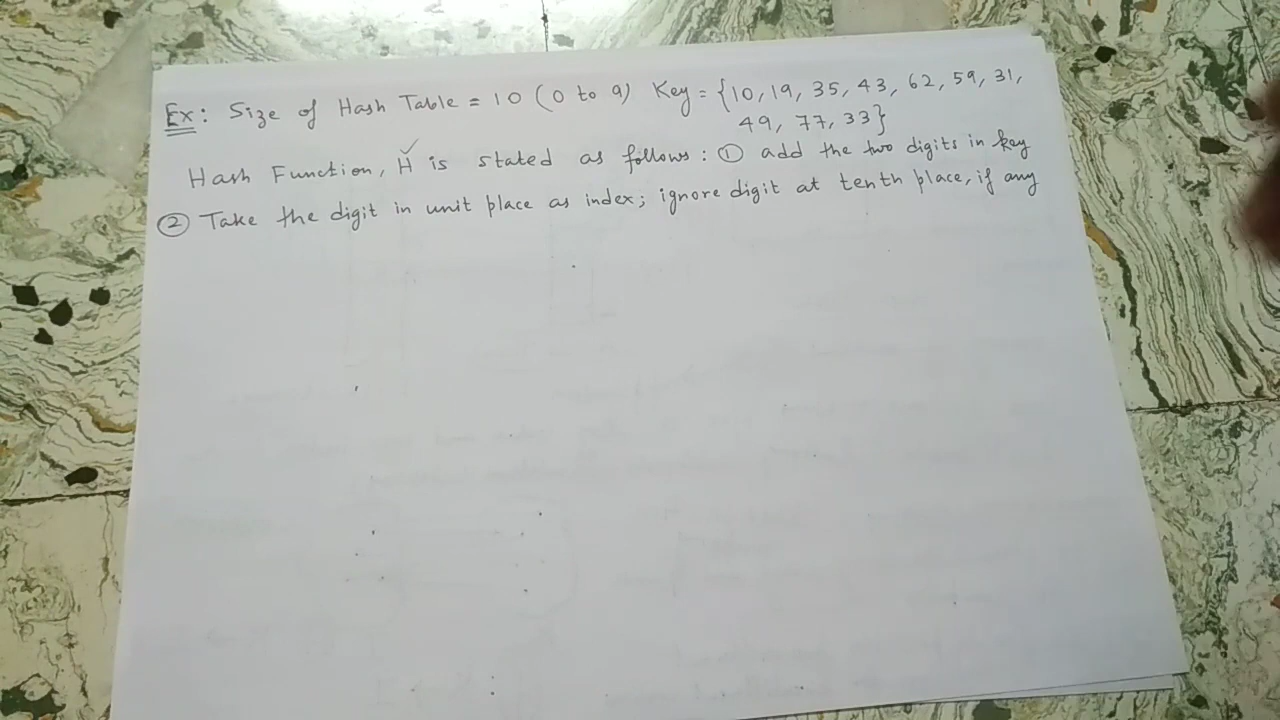 Ex: Size of Hash Table = 10 (0 to 9) Key = {10, 19, 35, 43, 62, 59, 31,
49, 77, 33}
Hash Function, H is stated as follows: ① add the two digits in key
② Take the digit in unit place as index; ignore digit at tenth place, if any